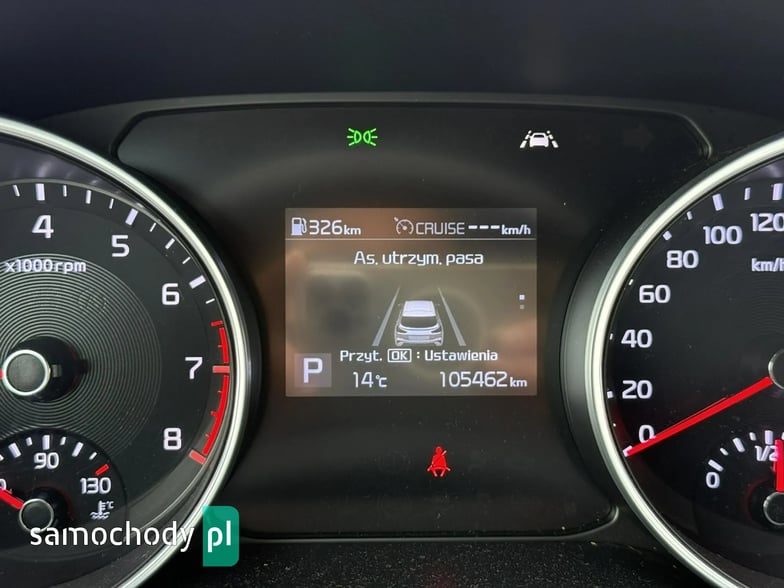 326km CRUISE ---km/h
As. utrzym. pasa
Przyt. OK : Ustawienia
P 14°C 105462km
4
5
6
7
8
x1000rpm
90
130
°C
0
20
40
60
80
100
120
km/h
0
1/2
samochody pl